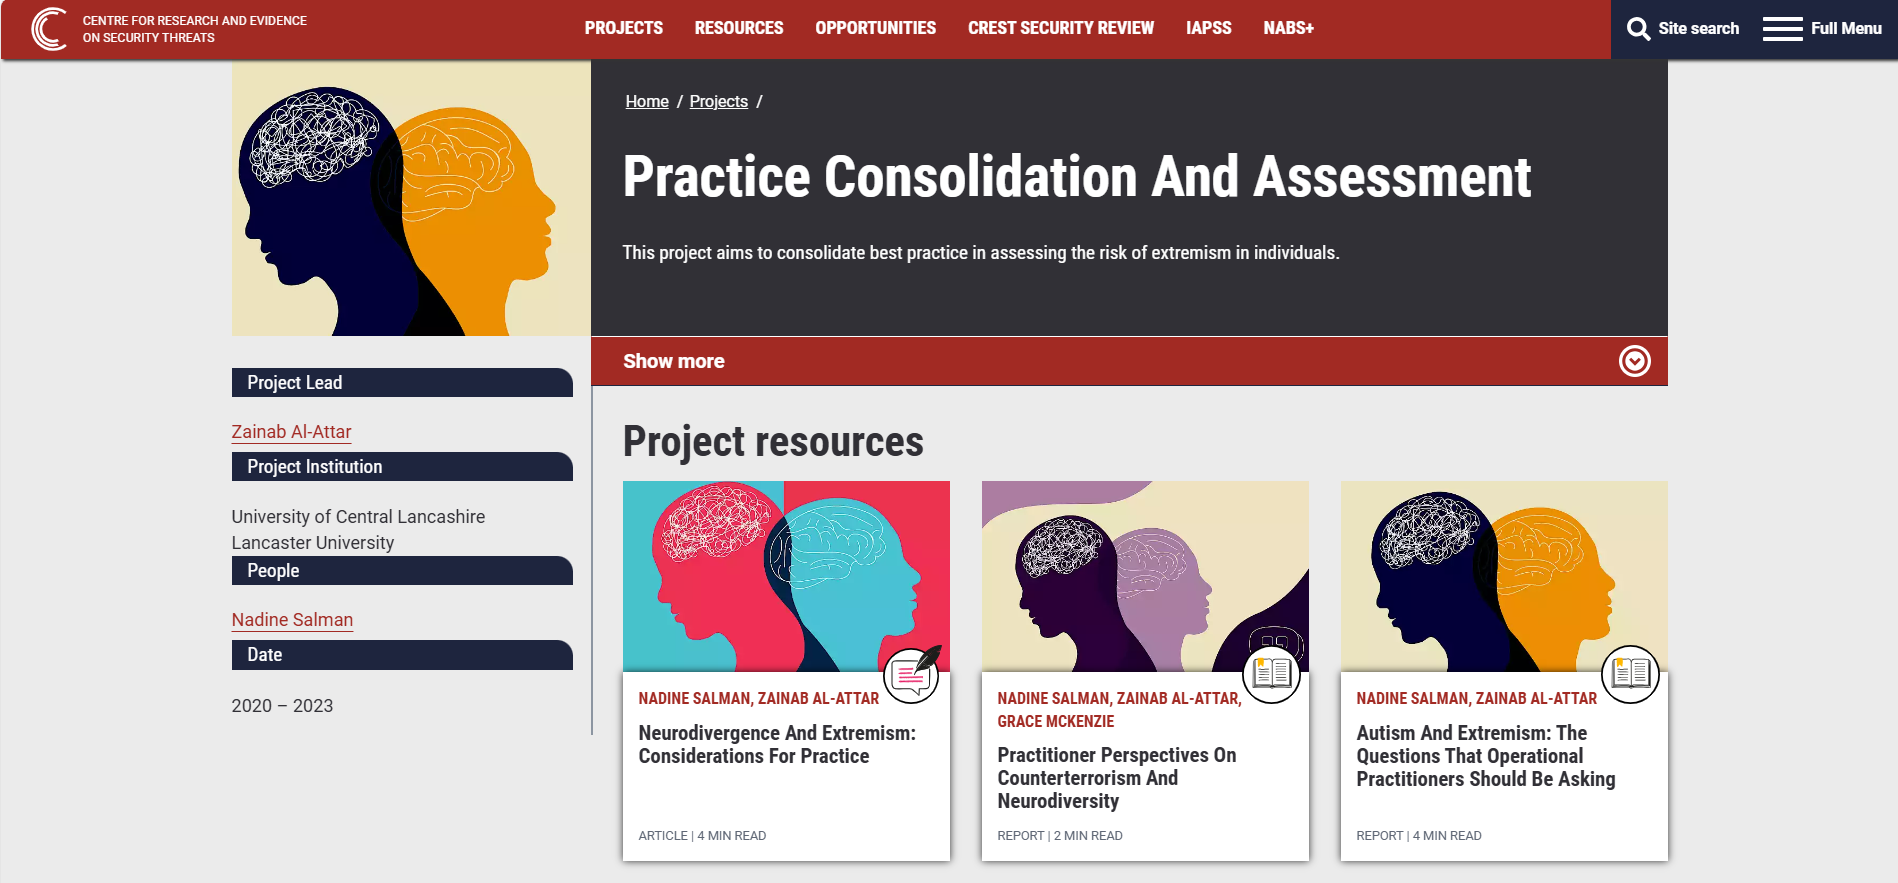 CENTRE FOR RESEARCH AND EVIDENCE
ON SECURITY THREATS
PROJECTS
RESOURCES
OPPORTUNITIES
CREST SECURITY REVIEW
IAPSS
NABS+
Site search
Full Menu
Home / Projects /
Practice Consolidation And Assessment
This project aims to consolidate best practice in assessing the risk of extremism in individuals.
Show more
Project Lead
Zainab Al-Attar
Project Institution
University of Central Lancashire
Lancaster University
People
Nadine Salman
Date
2020 – 2023
Project resources
NADINE SALMAN, ZAINAB AL-ATTAR
Neurodivergence And Extremism:
Considerations For Practice
ARTICLE | 4 MIN READ
NADINE SALMAN, ZAINAB AL-ATTAR,
GRACE MCKENZIE
Practitioner Perspectives On
Counterterrorism And
Neurodiversity
REPORT | 2 MIN READ
NADINE SALMAN, ZAINAB AL-ATTAR
Autism And Extremism: The
Questions That Operational
Practitioners Should Be Asking
REPORT | 4 MIN READ